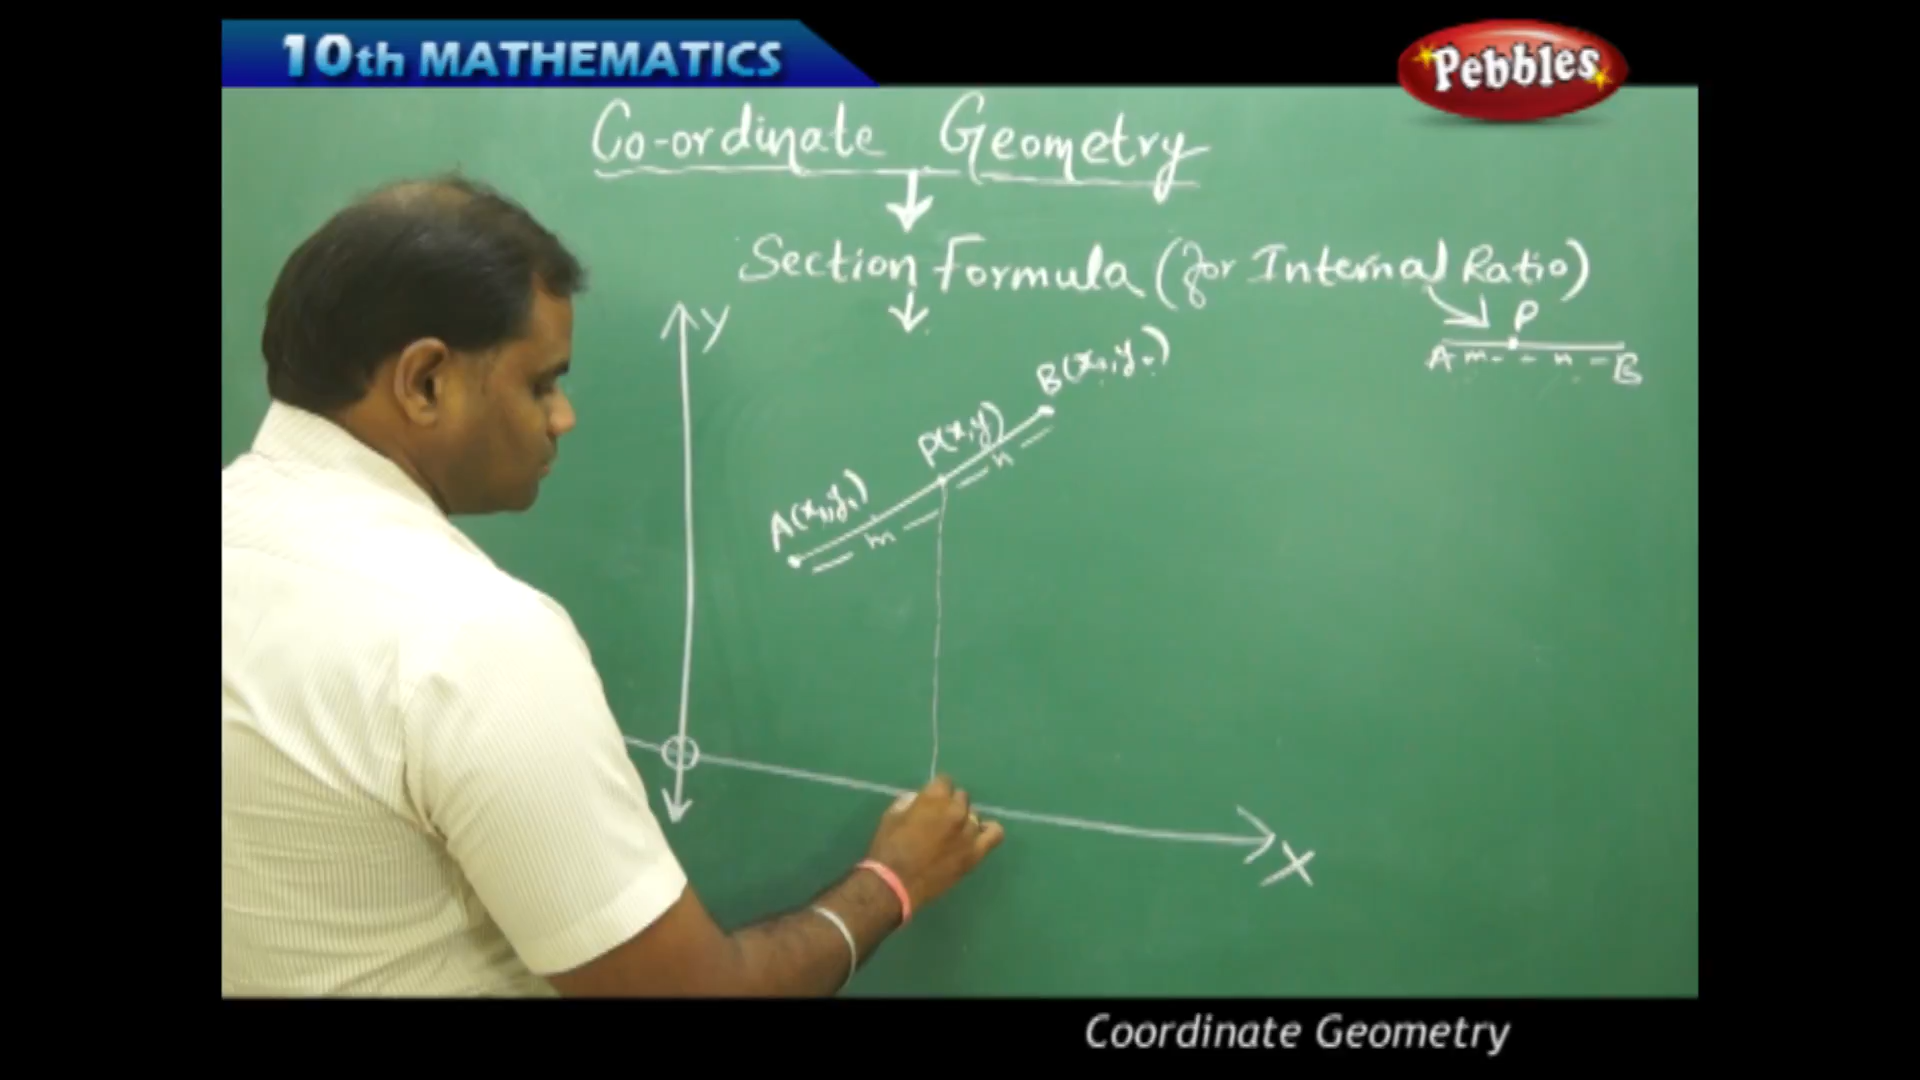 10th MATHEMATICS
Pebbles
Co-ordinate Geometry
Section Formula (for Internal Ratio)
P
A m n B
Y
B(x₂,y₂)
P(x,y)
n
A(x₁,y₁)
m
X
Coordinate Geometry